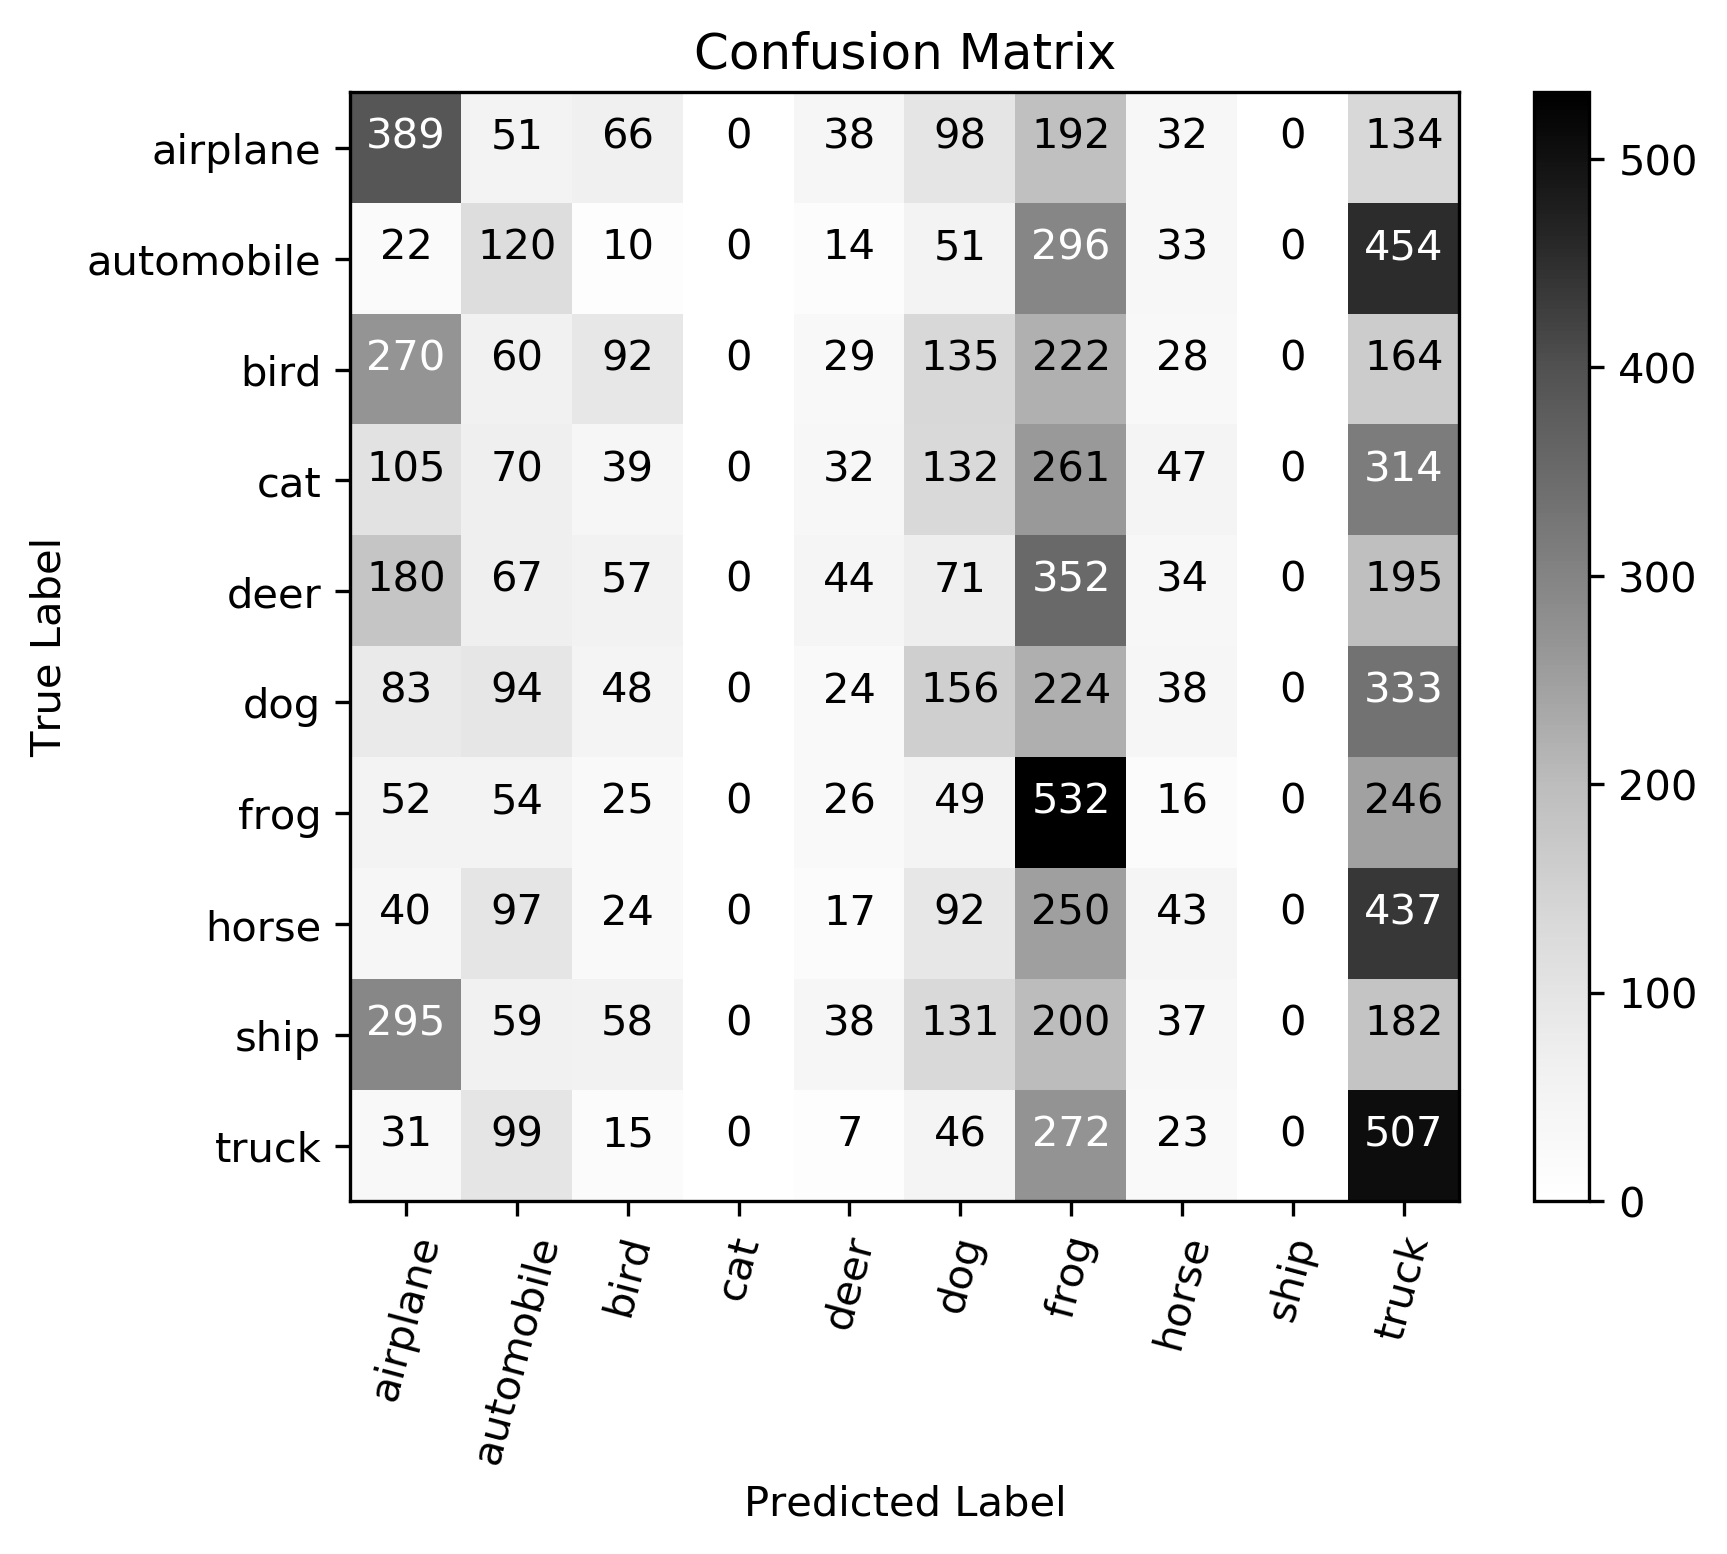 Confusion Matrix
airplane 389 51 66 0 38 98 192 32 0 134
automobile 22 120 10 0 14 51 296 33 0 454
bird 270 60 92 0 29 135 222 28 0 164
cat 105 70 39 0 32 132 261 47 0 314
deer 180 67 57 0 44 71 352 34 0 195
dog 83 94 48 0 24 156 224 38 0 333
frog 52 54 25 0 26 49 532 16 0 246
horse 40 97 24 0 17 92 250 43 0 437
ship 295 59 58 0 38 131 200 37 0 182
truck 31 99 15 0 7 46 272 23 0 507
True Label
airplane automobile bird cat deer dog frog horse ship truck
Predicted Label
500
400
300
200
100
0